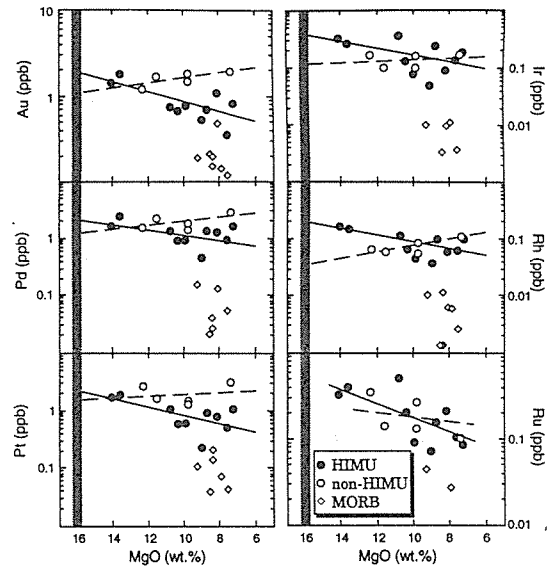 Au (ppb)
1
Ir (ppb)
0.1
0.01
Pd (ppb)
1
0.1
Rh (ppb)
0.1
0.01
Pt (ppb)
1
0.1
Ru (ppb)
0.1
0.01
HIMU
non-HIMU
MORB
16 14 12 10 8 6
MgO (wt.%)
16 14 12 10 8 6
MgO (wt.%)